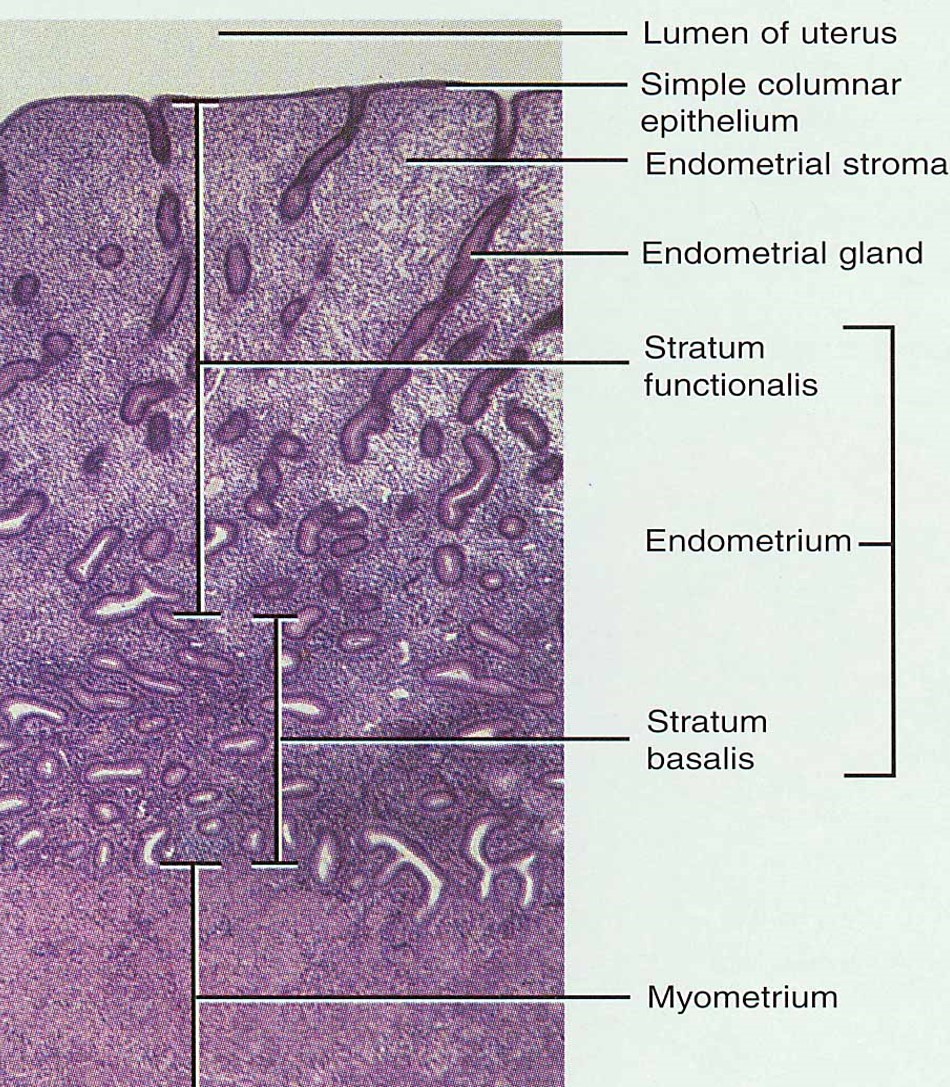 Lumen of uterus
Simple columnar
epithelium
Endometrial stroma
Endometrial gland
Stratum
functionalis
Endometrium
Stratum
basalis
Myometrium